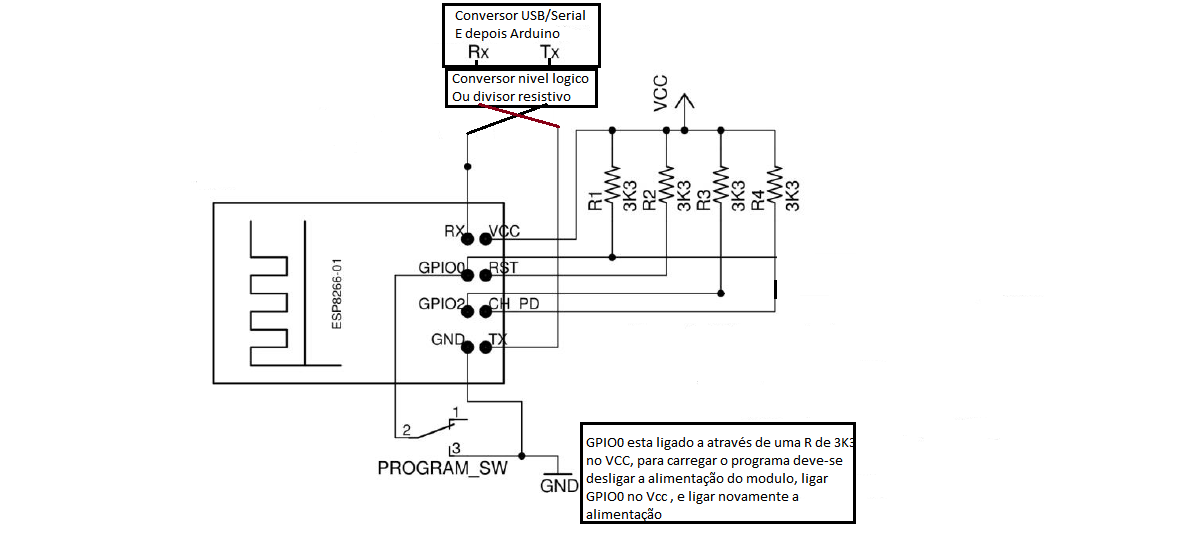 Conversor USB/Serial
E depois Arduino
Rx Tx
Conversor nivel logico
Ou divisor resistivo
VCC
R1 3K3 R2 3K3 R3 3K3 R4 3K3
RX VCC
GPIO0 RST
ESP8266-01
GPIO2 CH_PD
GND TX
1
2
3
PROGRAM_SW
GND
GPIO0 esta ligado a através de uma R de 3K3
no VCC, para carregar o programa deve-se
desligar a alimentação do modulo, ligar
GPIO0 no Vcc , e ligar novamente a
alimentação